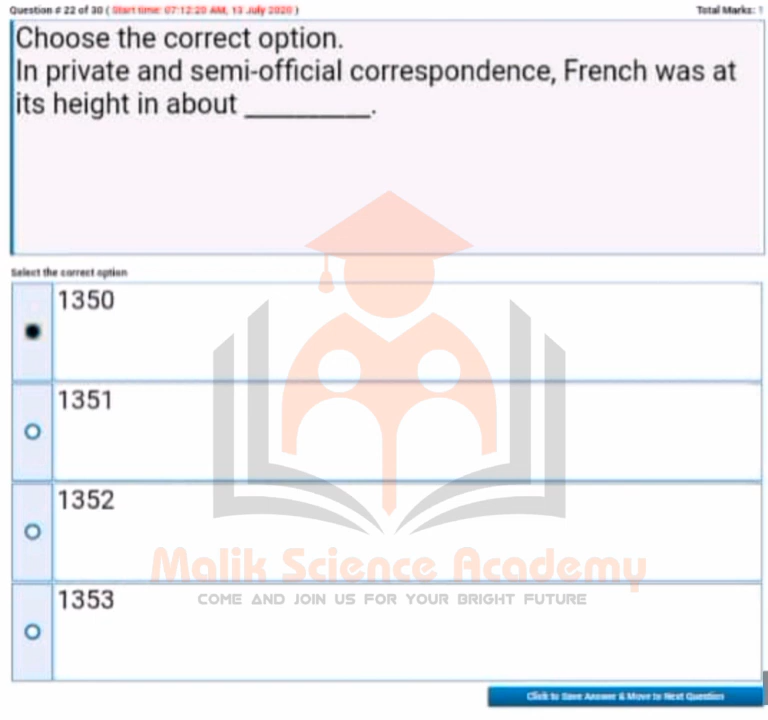 Question # 22 of 30 ( Start time: 07:12:20 AM, 13 July 2020 )
Total Marks: 1
Choose the correct option.
In private and semi-official correspondence, French was at
its height in about _________.
Select the correct option
1350
1351
1352
1353
Malik Science Academy
COME AND JOIN US FOR YOUR BRIGHT FUTURE
Click to Save Answer & Move to Next Question